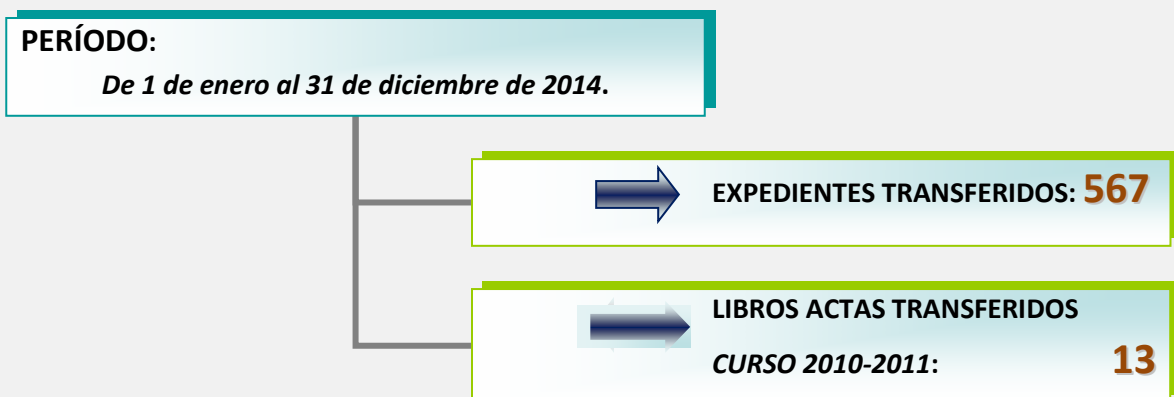 PERÍODO:
De 1 de enero al 31 de diciembre de 2014.
EXPEDIENTES TRANSFERIDOS: 567
LIBROS ACTAS TRANSFERIDOS
CURSO 2010-2011: 13